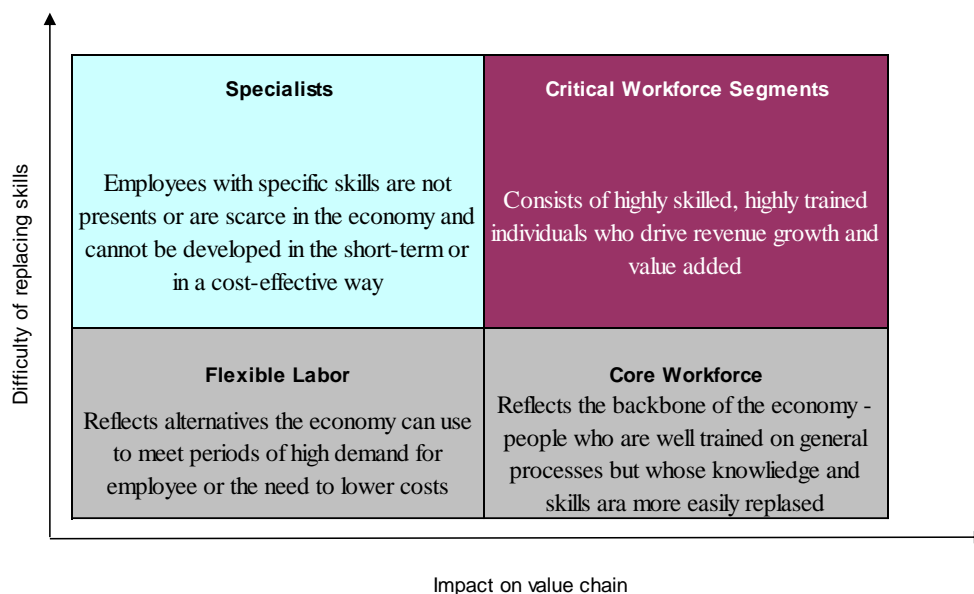 Difficulty of replacing skills
Specialists
Employees with specific skills are not
presents or are scarce in the economy and
cannot be developed in the short-term or
in a cost-effective way
Critical Workforce Segments
Consists of highly skilled, highly trained
individuals who drive revenue growth and
value added
Flexible Labor
Reflects alternatives the economy can use
to meet periods of high demand for
employee or the need to lower costs
Core Workforce
Reflects the backbone of the economy -
people who are well trained on general
processes but whose knowliedge and
skills ara more easily replased
Impact on value chain